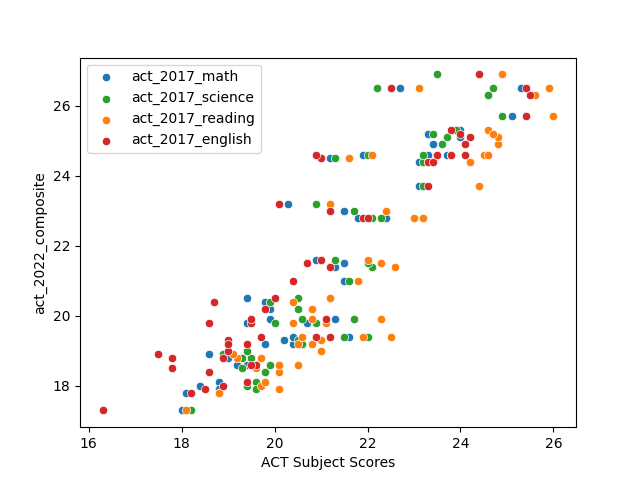 act_2017_math
act_2017_science
act_2017_reading
act_2017_english
act_2022_composite
26
24
22
20
18
16 18 20 22 24 26
ACT Subject Scores